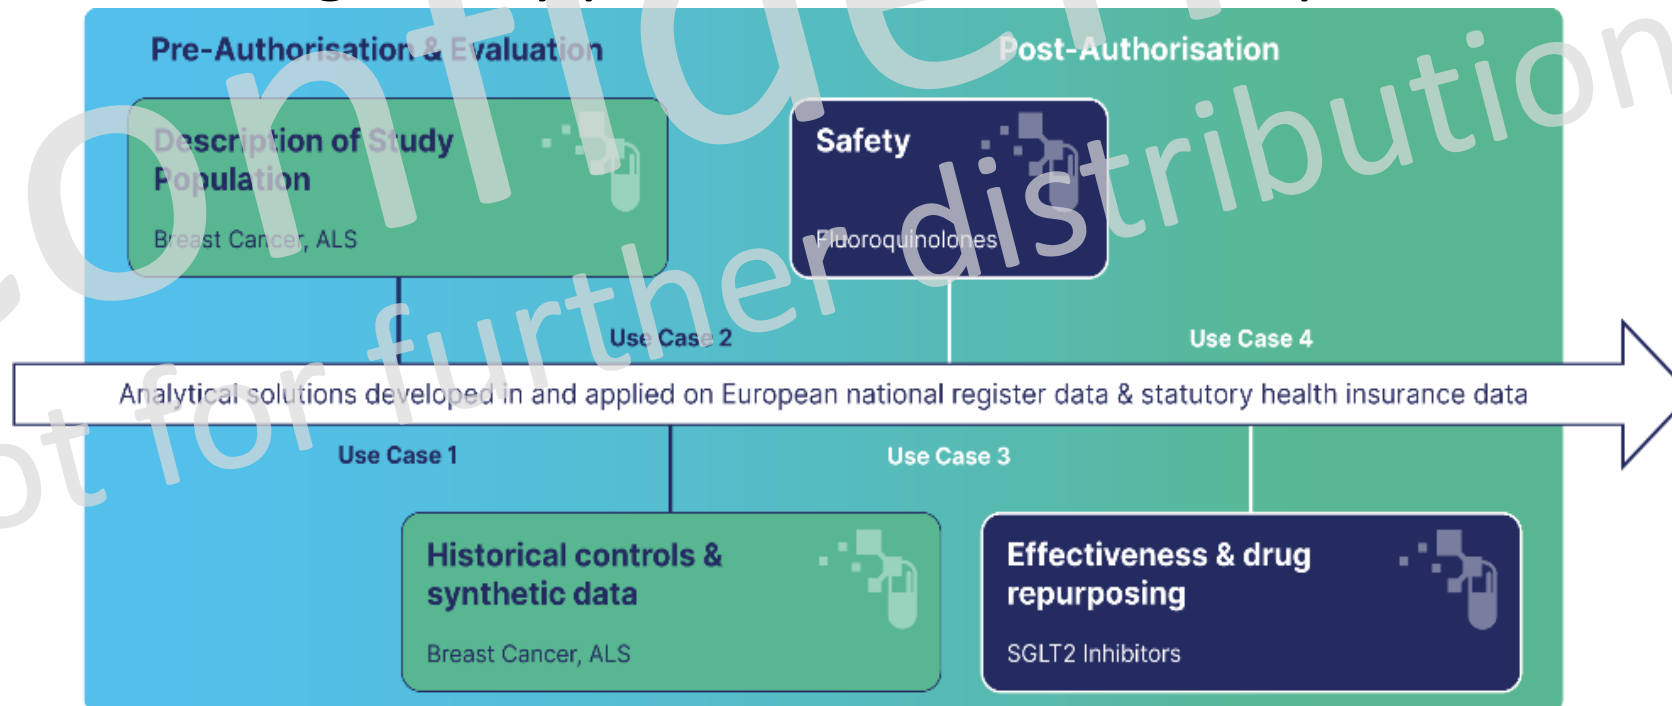 Pre-Authorisation & Evaluation
Post-Authorisation
Description of Study
Population
Breast Cancer, ALS
Safety
Fluoroquinolones
Use Case 2
Use Case 4
Analytical solutions developed in and applied on European national register data & statutory health insurance data
Use Case 1
Use Case 3
Historical controls &
synthetic data
Breast Cancer, ALS
Effectiveness & drug
repurposing
SGLT2 Inhibitors
not for further distribution